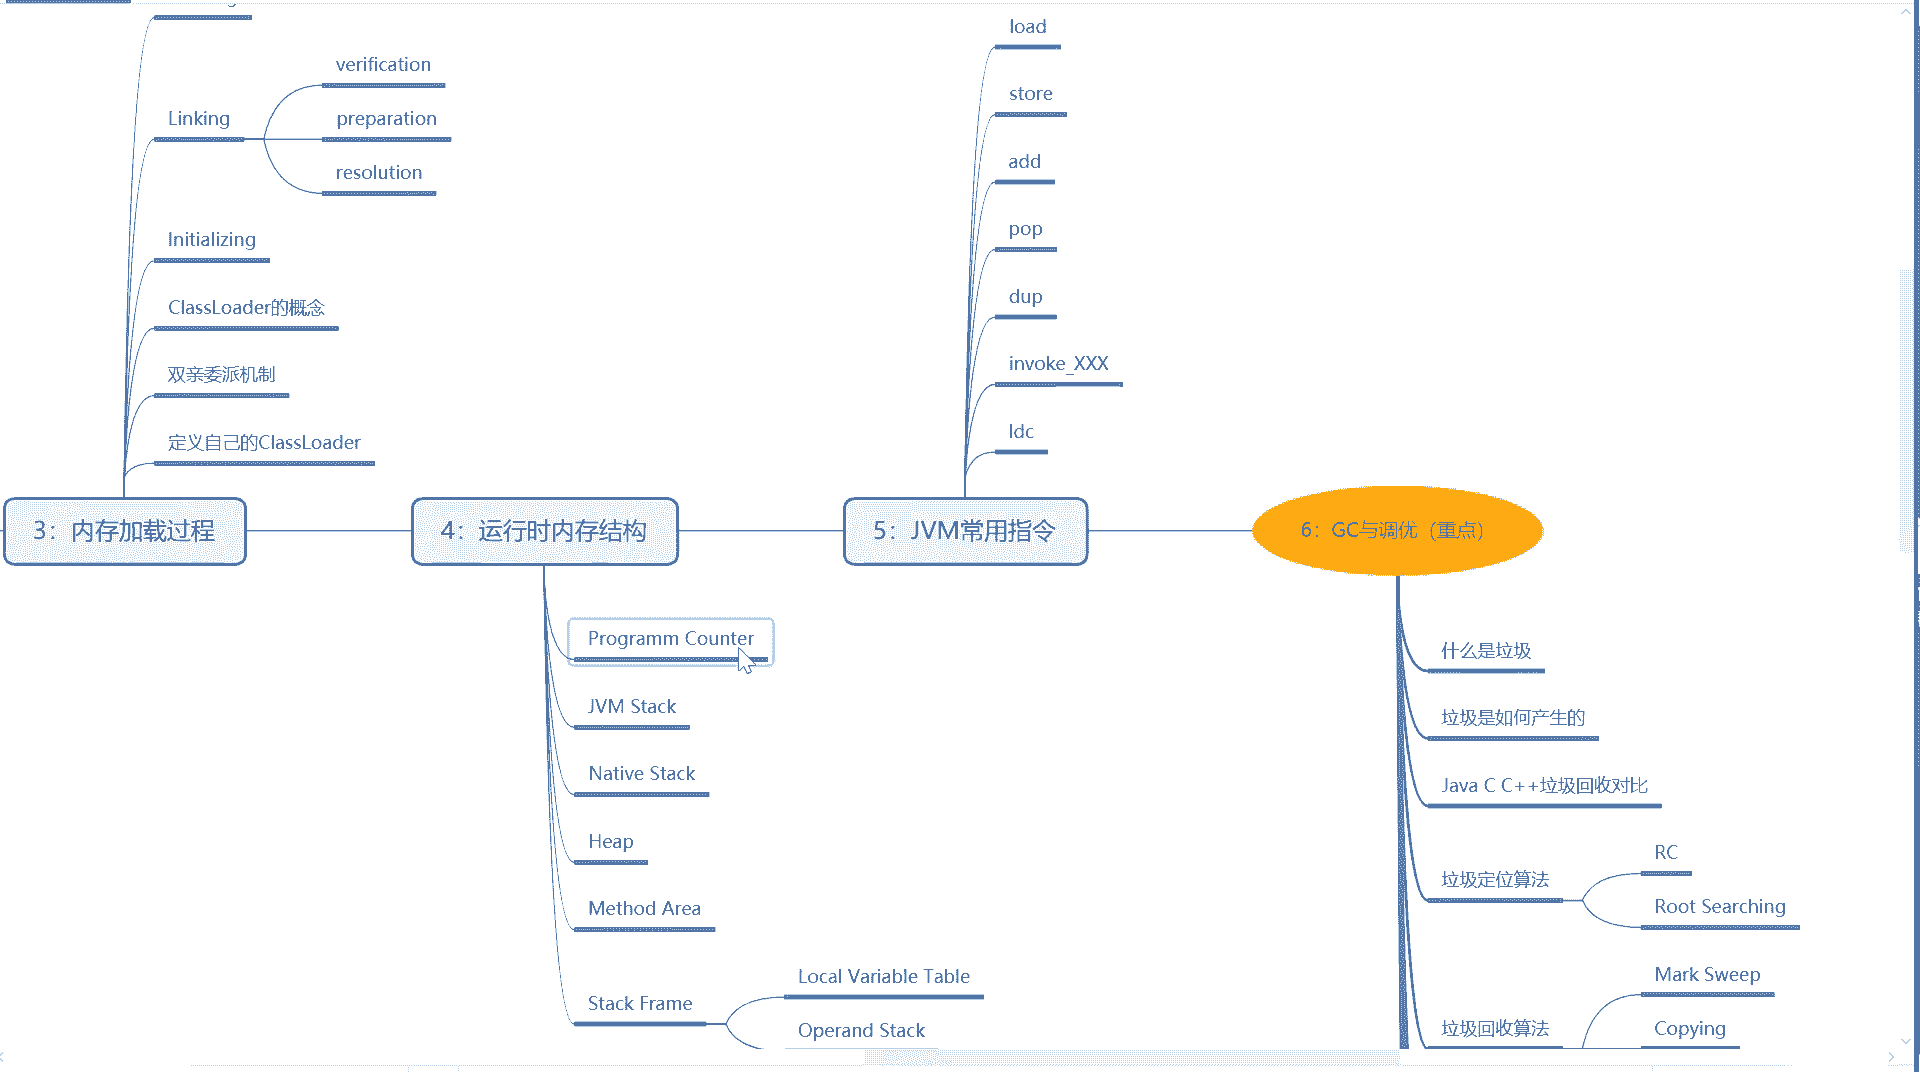 verification
Linking
preparation
resolution
Initializing
ClassLoader的概念
双亲委派机制
定义自己的ClassLoader
3：内存加载过程
4：运行时内存结构
Programm Counter
JVM Stack
Native Stack
Heap
Method Area
Stack Frame
Local Variable Table
Operand Stack
load
store
add
pop
dup
invoke_XXX
ldc
5：JVM常用指令
6：GC与调优（重点）
什么是垃圾
垃圾是如何产生的
Java C C++垃圾回收对比
垃圾定位算法
RC
Root Searching
垃圾回收算法
Mark Sweep
Copying